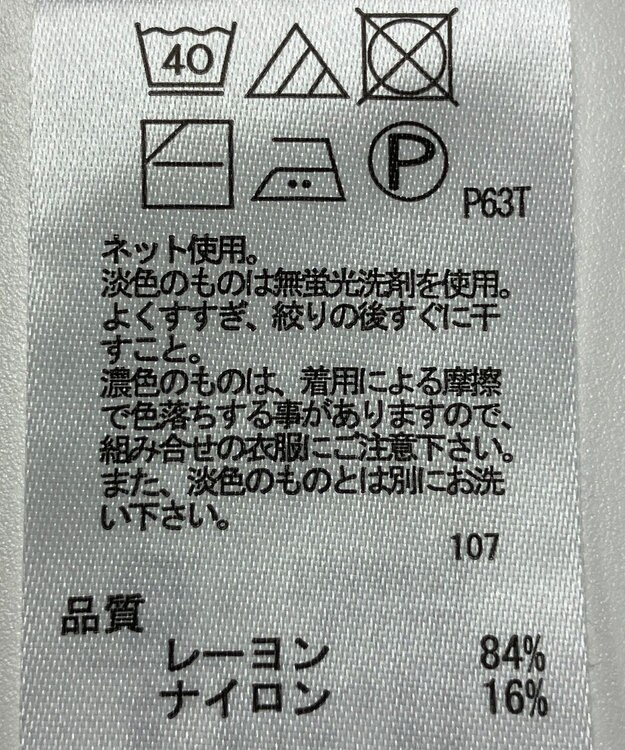 40
P
P63T
ネット使用。
淡色のものは無蛍光洗剤を使用。
よくすすぎ、絞りの後すぐに干
すこと。
濃色のものは、着用による摩擦
で色落ちする事がありますので、
組み合せの衣服にご注意下さい。
また、淡色のものとは別にお洗
い下さい。
107
品質
レーヨン 84%
ナイロン 16%